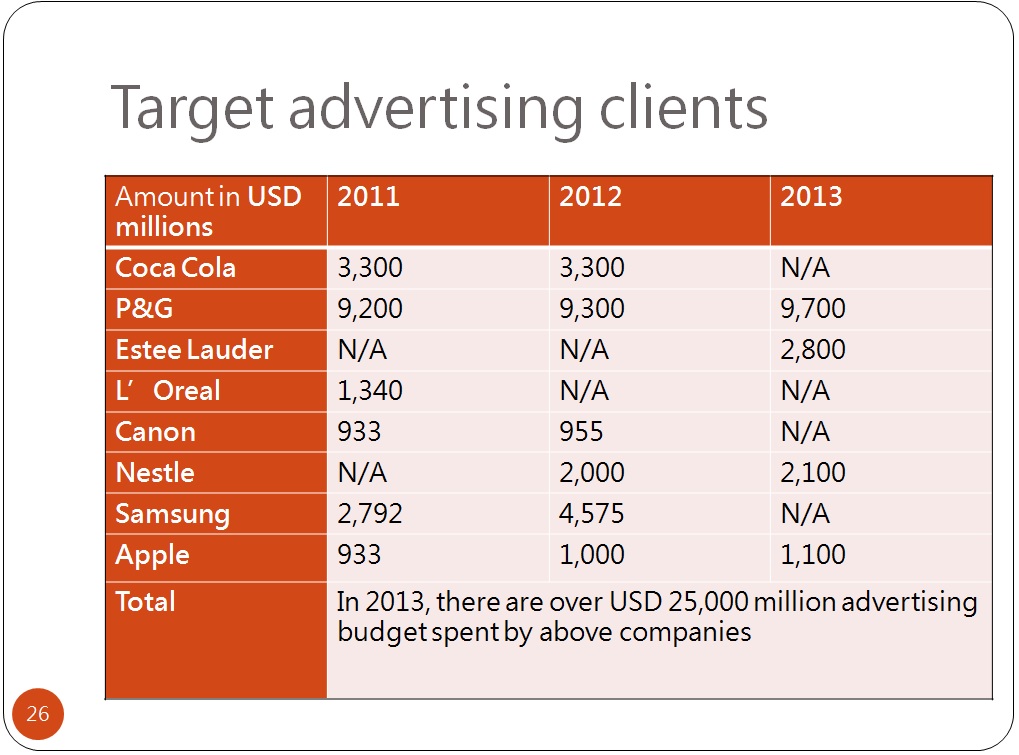 Target advertising clients
Amount in USD millions 2011 2012 2013
Coca Cola 3,300 3,300 N/A
P&G 9,200 9,300 9,700
Estee Lauder N/A N/A 2,800
L’ Oreal 1,340 N/A N/A
Canon 933 955 N/A
Nestle N/A 2,000 2,100
Samsung 2,792 4,575 N/A
Apple 933 1,000 1,100
Total In 2013, there are over USD 25,000 million advertising
budget spent by above companies
26